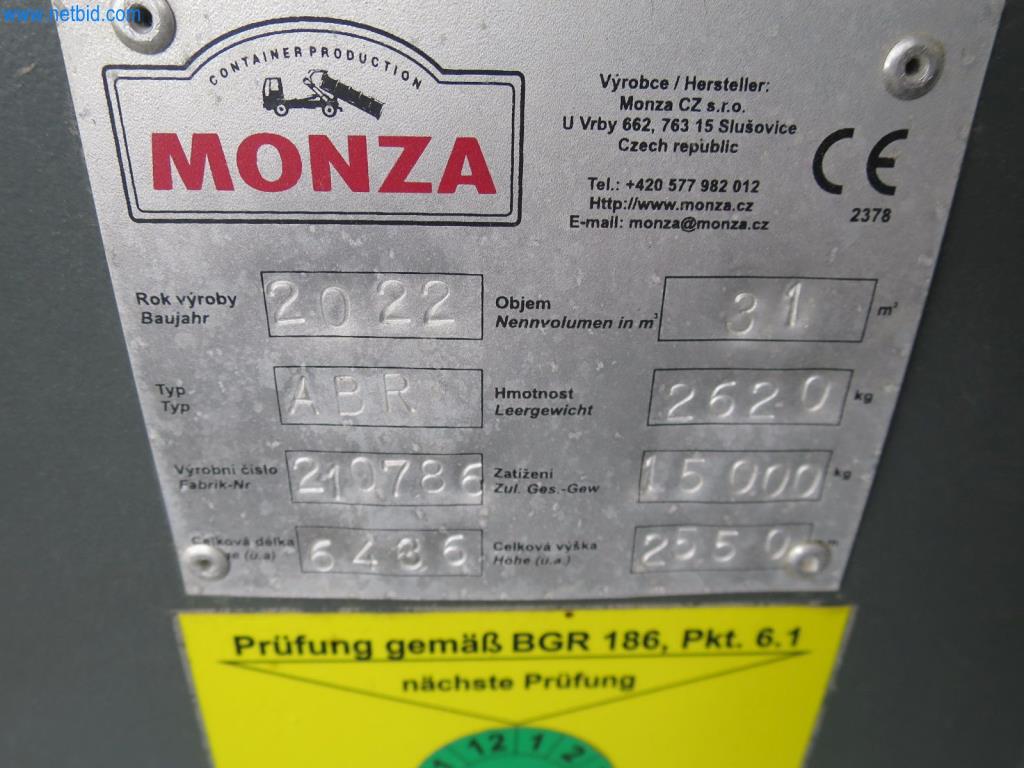 www.netbid.com
CONTAINER PRODUCTION
MONZA
Výrobce / Hersteller:
Monza CZ s.r.o.
U Vrby 662, 763 15 Slušovice
Czech republic
Tel.: +420 577 982 012
Http://www.monza.cz
E-mail: monza@monza.cz
CE
2378
Rok výroby 2022 Objem 31 m³
Baujahr Nennvolumen in m³
Typ ABR Hmotnost 2620 kg
Typ Leergewicht
Výrobní číslo 210786 Zatížení 15000 kg
Fabrik-Nr Zul. Ges.-Gew
Celková délka 6486 Celková výška 2550
(ü.a) Höhe (ü.a.)
Prüfung gemäß BGR 186, Pkt. 6.1
nächste Prüfung
12 1 2